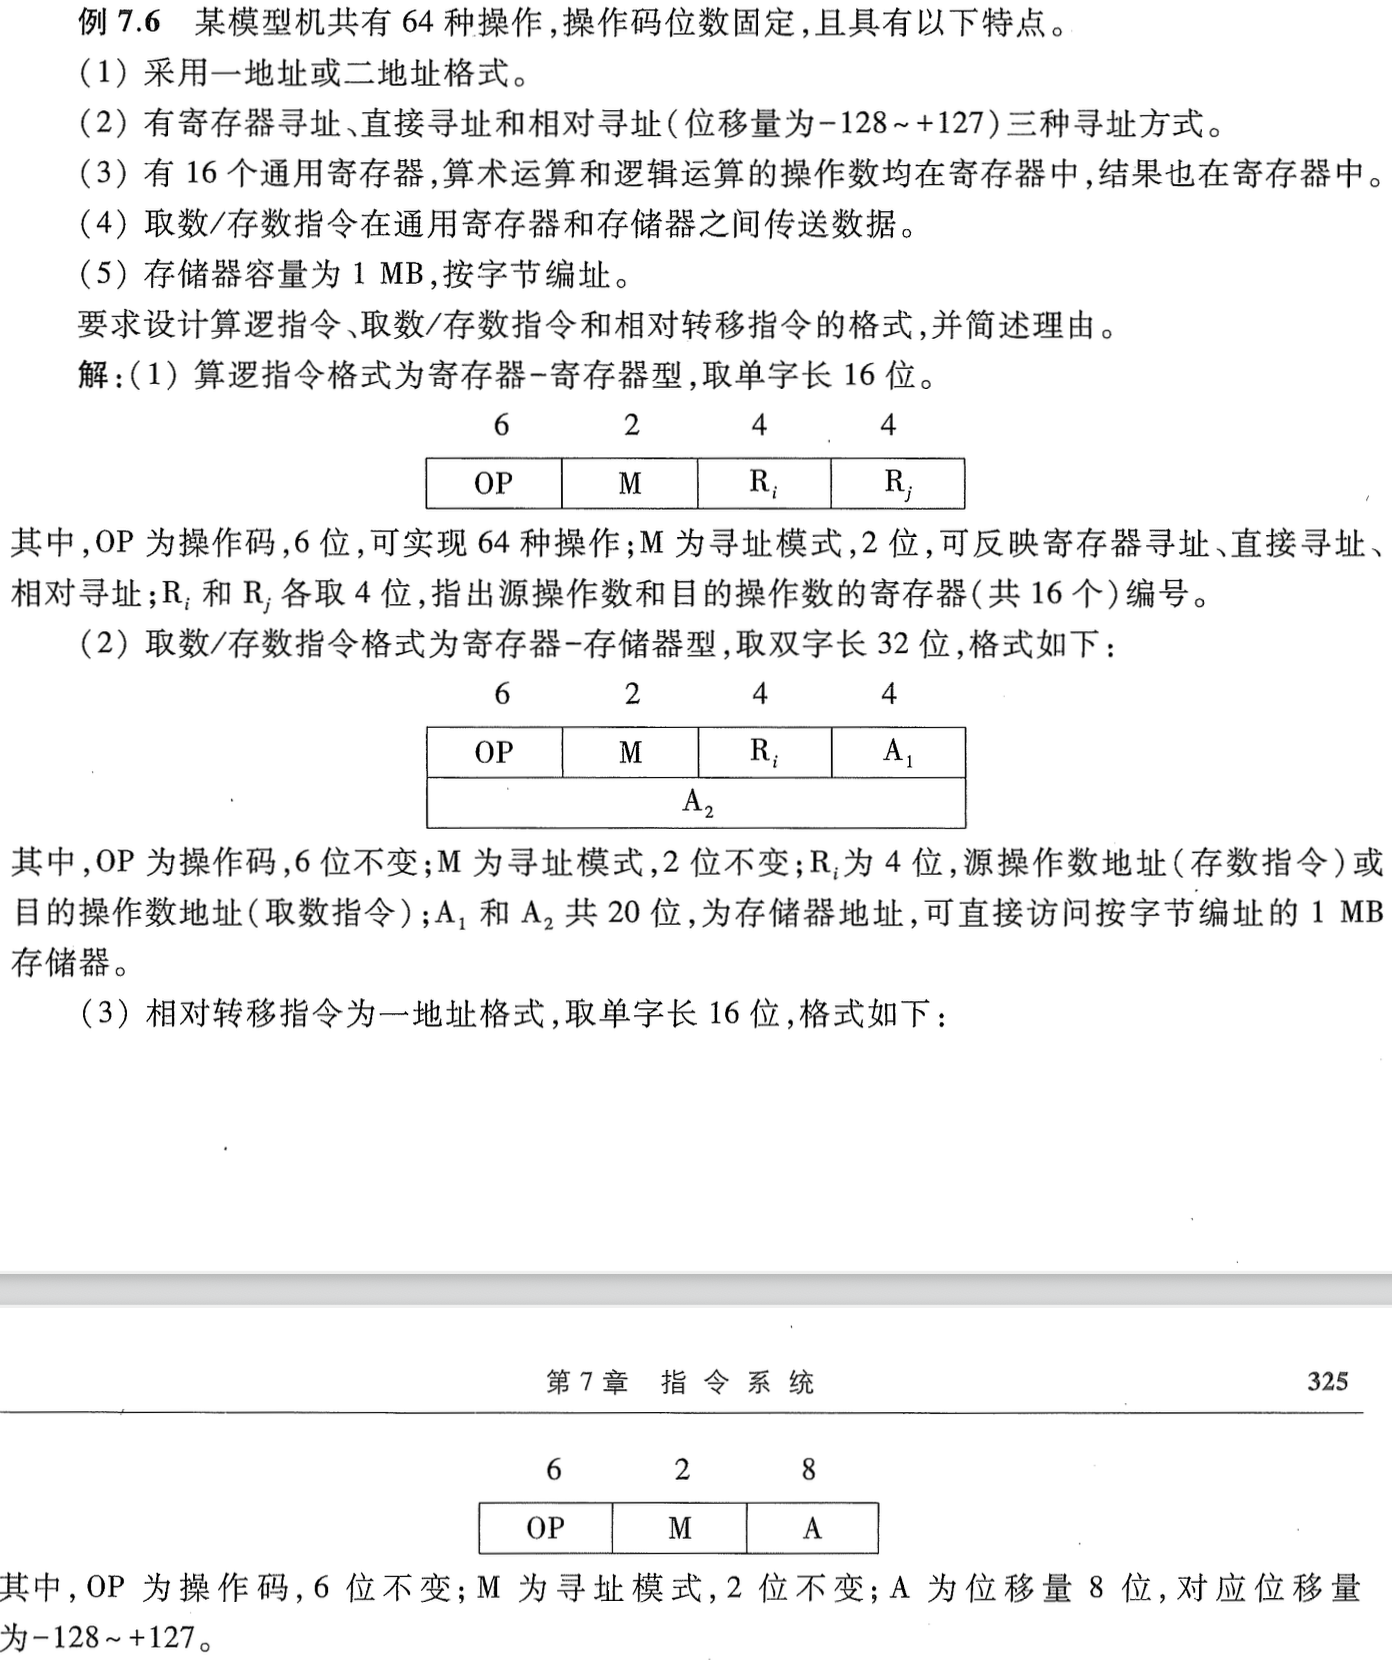 例 7.6 某模型机共有 64 种操作,操作码位数固定,且具有以下特点。
(1) 采用一地址或二地址格式。
(2) 有寄存器寻址、直接寻址和相对寻址(位移量为-128~+127)三种寻址方式。
(3) 有 16 个通用寄存器,算术运算和逻辑运算的操作数均在寄存器中,结果也在寄存器中。
(4) 取数/存数指令在通用寄存器和存储器之间传送数据。
(5) 存储器容量为 1 MB,按字节编址。
要求设计算逻指令、取数/存数指令和相对转移指令的格式,并简述理由。
解:(1) 算逻指令格式为寄存器-寄存器型,取单字长 16 位。
6 2 4 4
OP M Ri Rj
其中,OP 为操作码,6 位,可实现 64 种操作;M 为寻址模式,2 位,可反映寄存器寻址、直接寻址、
相对寻址;Ri 和 Rj 各取 4 位,指出源操作数和目的操作数的寄存器(共 16 个)编号。
(2) 取数/存数指令格式为寄存器-存储器型,取双字长 32 位,格式如下:
6 2 4 4
OP M Ri A1
A2
其中,OP 为操作码,6 位不变;M 为寻址模式,2 位不变;Ri为 4 位,源操作数地址(存数指令)或
目的操作数地址(取数指令);A1 和 A2 共 20 位,为存储器地址,可直接访问按字节编址的 1 MB
存储器。
(3) 相对转移指令为一地址格式,取单字长 16 位,格式如下:
第 7 章 指令系统 325
6 2 8
OP M A
其中,OP 为操作码,6 位不变;M 为寻址模式,2 位不变;A 为位移量 8 位,对应位移量
为-128~+127。